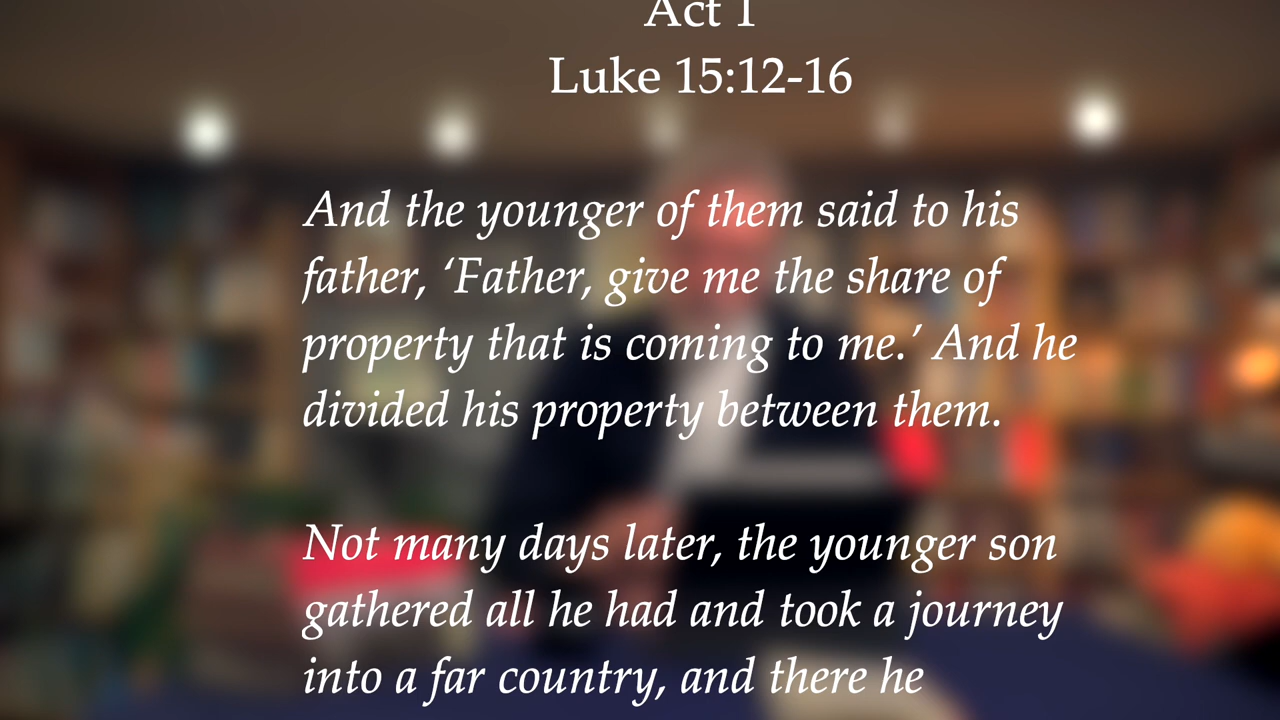 Act 1
Luke 15:12-16
And the younger of them said to his
father, ‘Father, give me the share of
property that is coming to me.’ And he
divided his property between them.
Not many days later, the younger son
gathered all he had and took a journey
into a far country, and there he